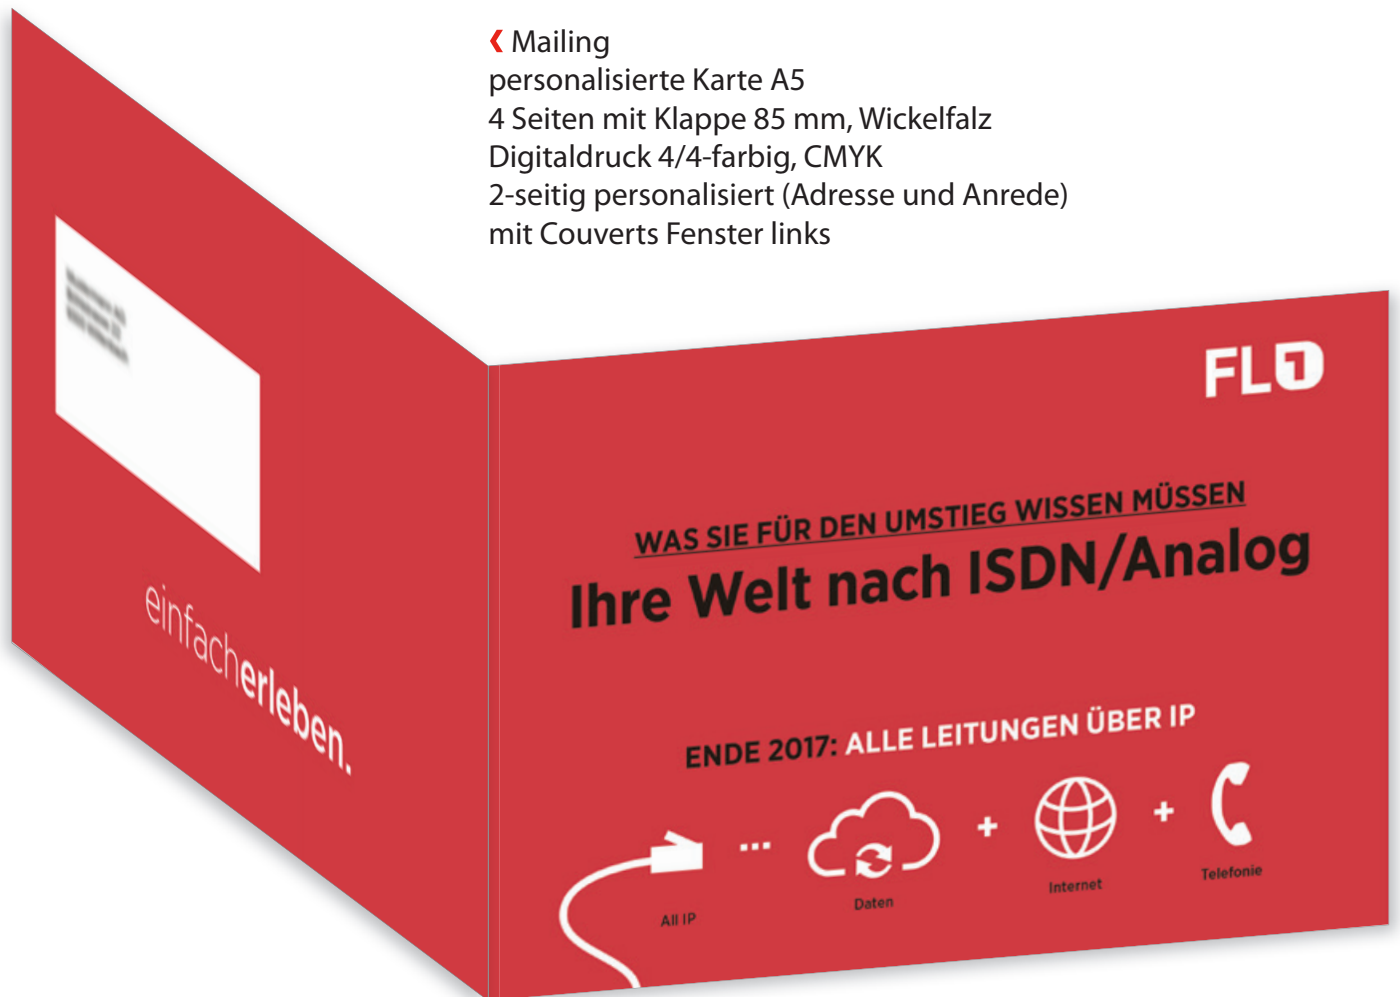 Mailing
personalisierte Karte A5
4 Seiten mit Klappe 85 mm, Wickelfalz
Digitaldruck 4/4-farbig, CMYK
2-seitig personalisiert (Adresse und Anrede)
mit Couverts Fenster links
einfacherleben.
FL1
WAS SIE FÜR DEN UMSTIEG WISSEN MÜSSEN
Ihre Welt nach ISDN/Analog
ENDE 2017: ALLE LEITUNGEN ÜBER IP
... + +
All IP Daten Internet Telefonie